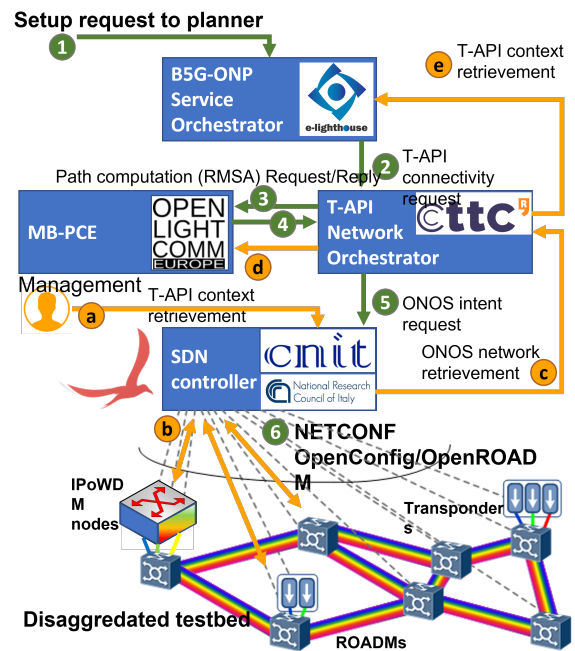 Setup request to planner
1
e
T-API context
retrievement
B5G-ONP
Service
Orchestrator
e-lighthouse
2
T-API
connectivity
request
Path computation (RMSA) Request/Reply
3
4
MB-PCE
OPEN
LIGHT
COMM
EUROPE
T-API
Network
Orchestrator
cttc
R
d
Management
a
T-API context
retrievement
5
ONOS intent
request
SDN
controller
cnit
National Research
Council of Italy
ONOS network
retrievement
c
b
6
NETCONF
OpenConfig/OpenROAD
M
IPoWD
M
nodes
Transponder
s
Disaggredated testbed
ROADMs